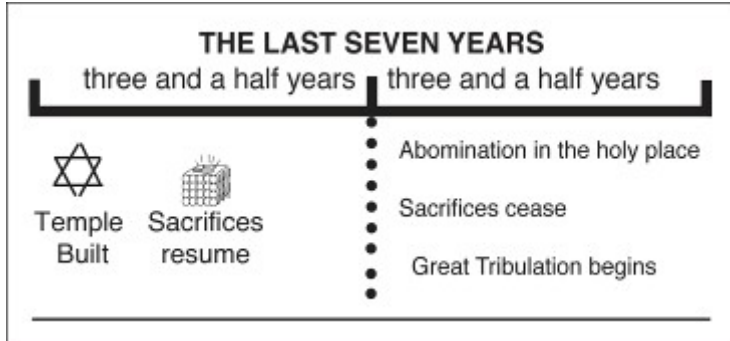 THE LAST SEVEN YEARS
three and a half years three and a half years
Temple
Built
Sacrifices
resume
Abomination in the holy place
Sacrifices cease
Great Tribulation begins